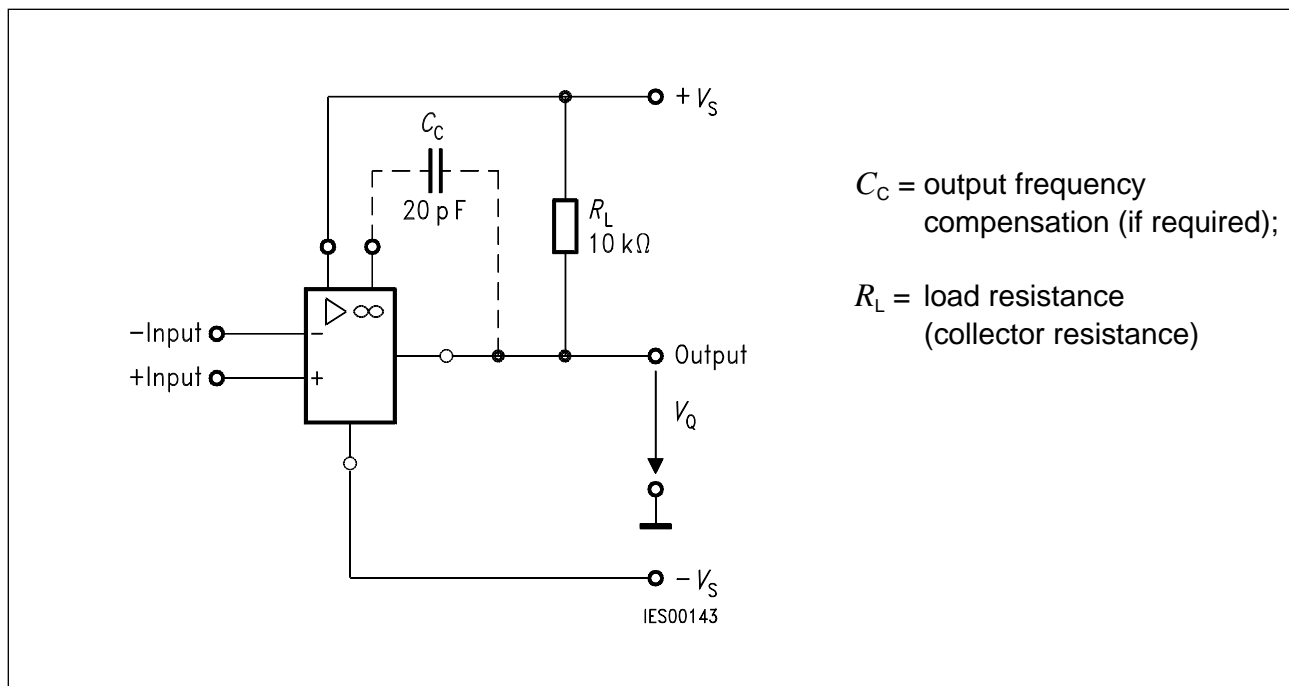 + V_S
C_C
20 pF
R_L
10 kΩ
▷ ∞
−Input
−
+Input
+
Output
V_Q
− V_S
IES00143
C_C = output frequency
compensation (if required);
R_L = load resistance
(collector resistance)